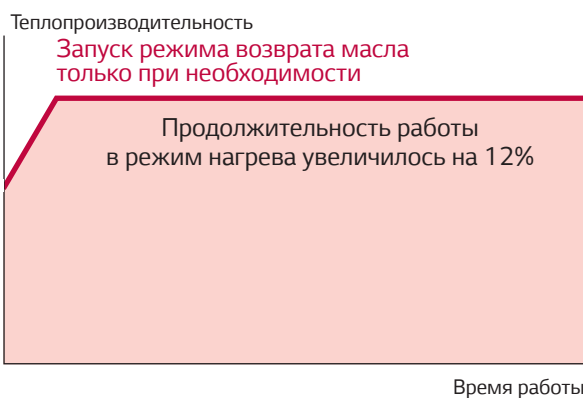 Теплопроизводительность
Запуск режима возврата масла
только при необходимости
Продолжительность работы
в режим нагрева увеличилось на 12%
Время работы